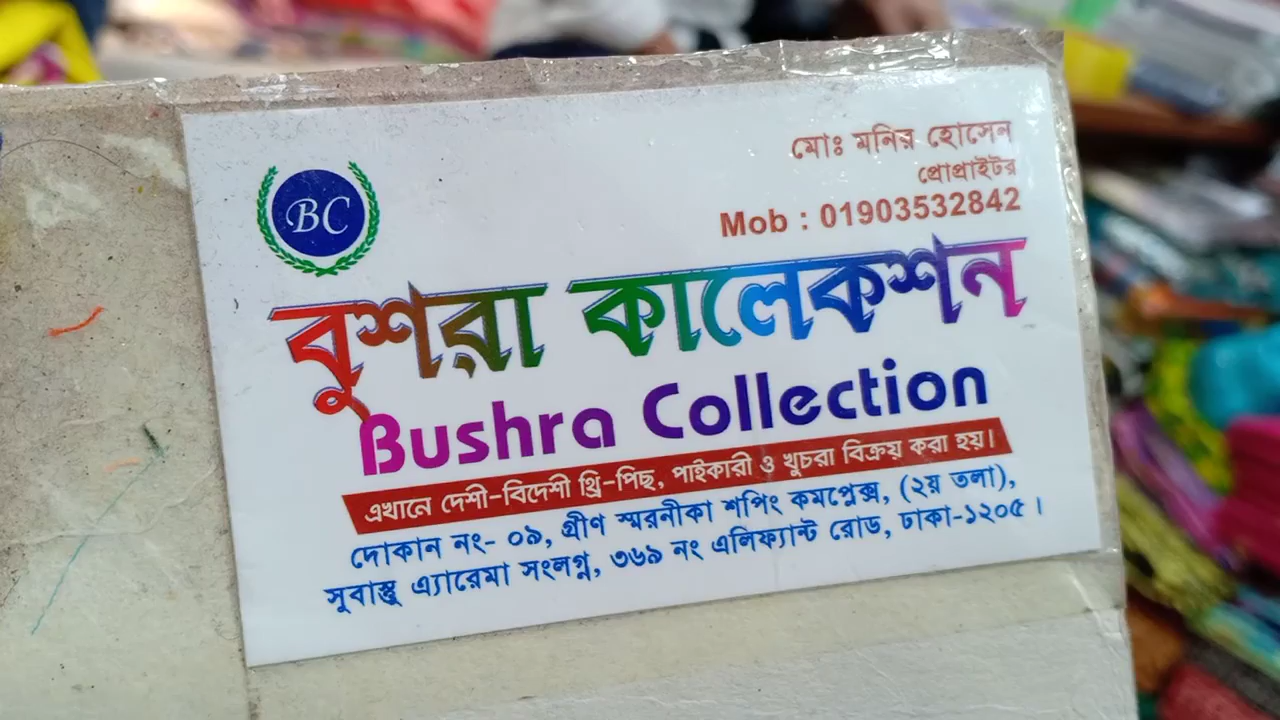 BC
মোঃ মনির হোসেন
প্রোপ্রাইটর
Mob : 01903532842
বুশরা কালেকশন
Bushra Collection
এখানে দেশী-বিদেশী থ্রি-পিছ, পাইকারী ও খুচরা বিক্রয় করা হয়।
দোকান নং- ০৯, গ্রীণ স্মরনীকা শপিং কমপ্লেক্স, (২য় তলা),
সুবাস্তু এ্যারেমা সংলগ্ন, ৩৬৯ নং এলিফ্যান্ট রোড, ঢাকা-১২০৫ ।